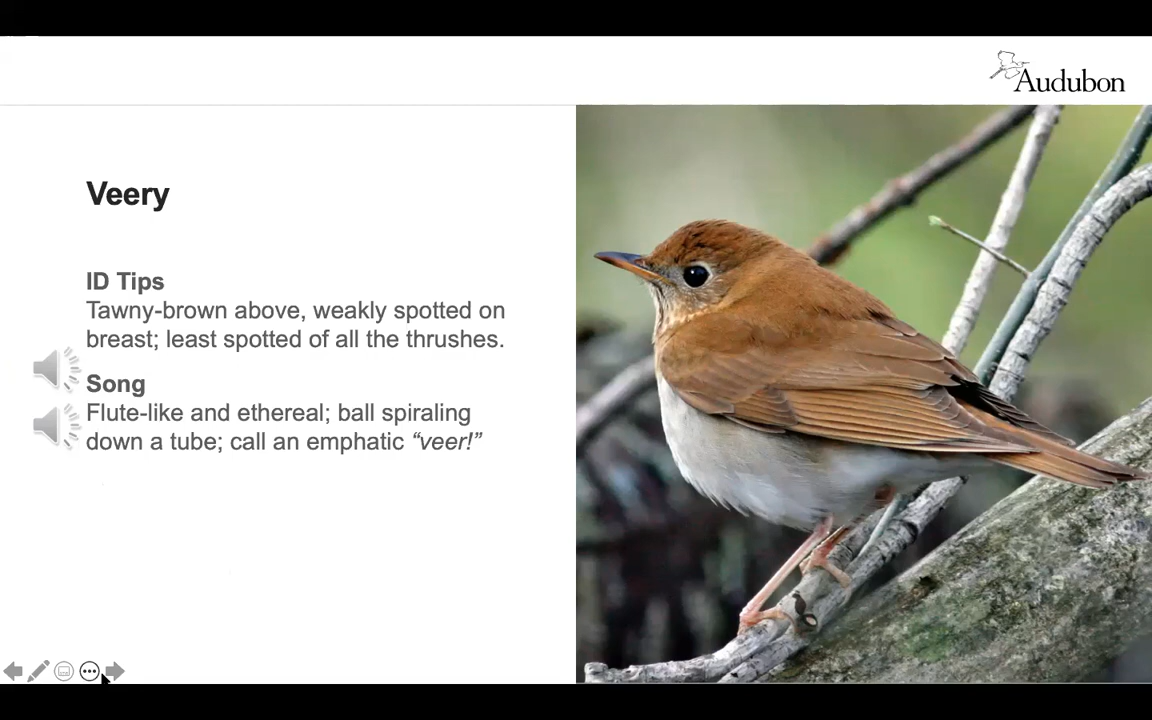 Audubon
Veery
ID Tips
Tawny-brown above, weakly spotted on
breast; least spotted of all the thrushes.
Song
Flute-like and ethereal; ball spiraling
down a tube; call an emphatic “veer!”